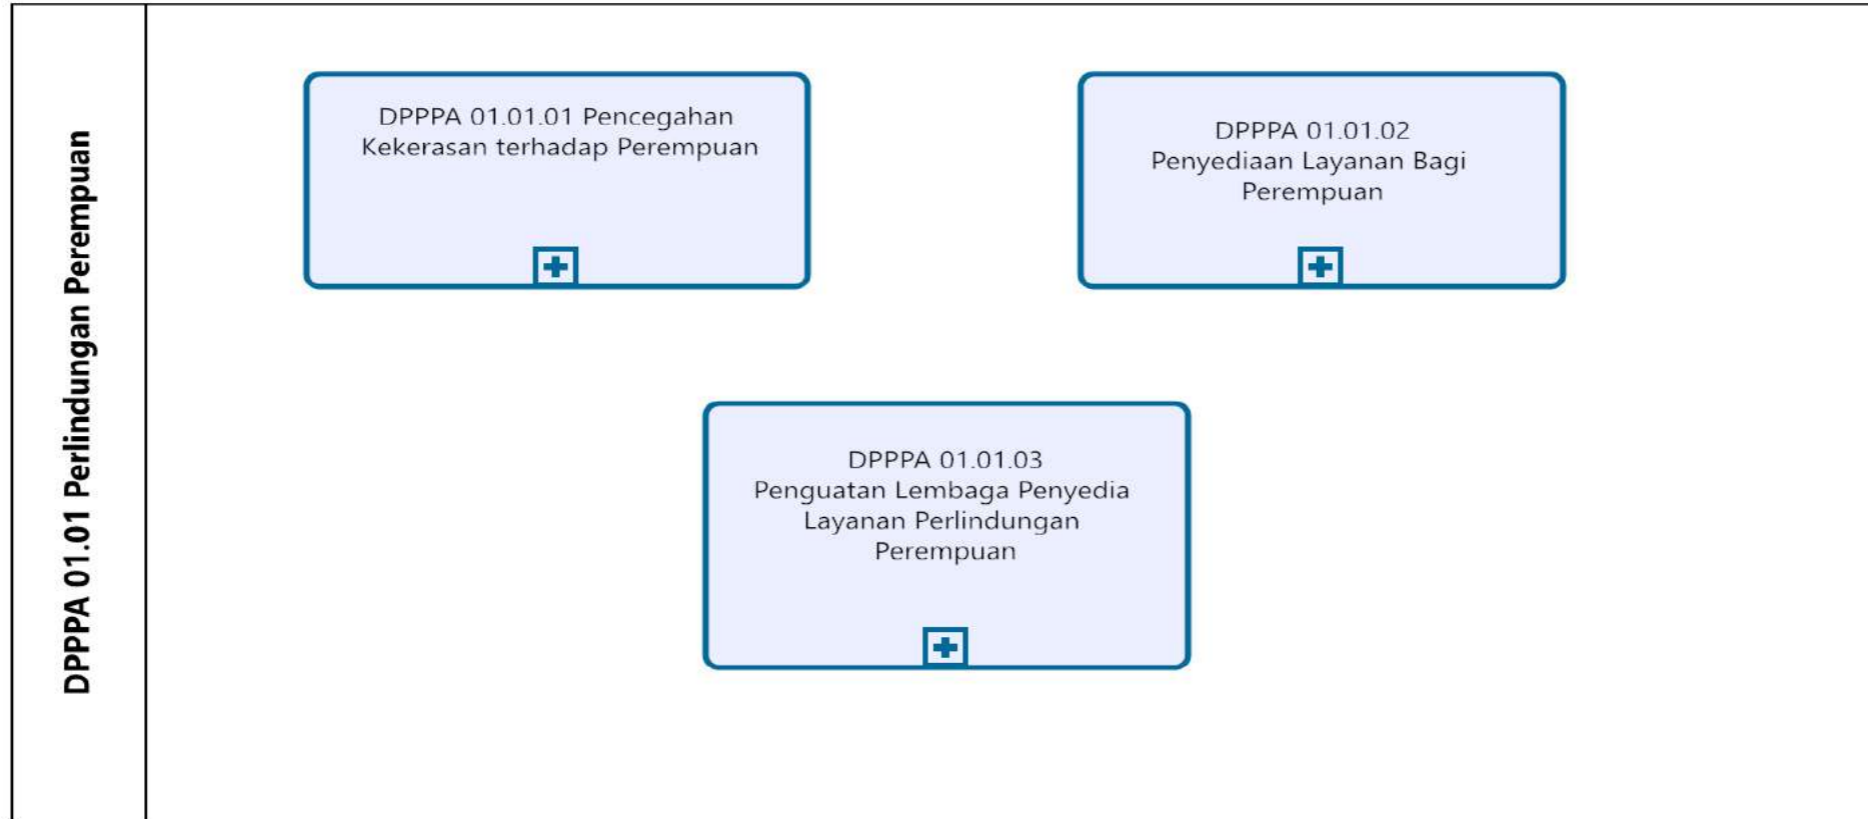 DPPPA 01.01 Perlindungan Perempuan
DPPPA 01.01.01 Pencegahan
Kekerasan terhadap Perempuan
DPPPA 01.01.02
Penyediaan Layanan Bagi
Perempuan
DPPPA 01.01.03
Penguatan Lembaga Penyedia
Layanan Perlindungan
Perempuan